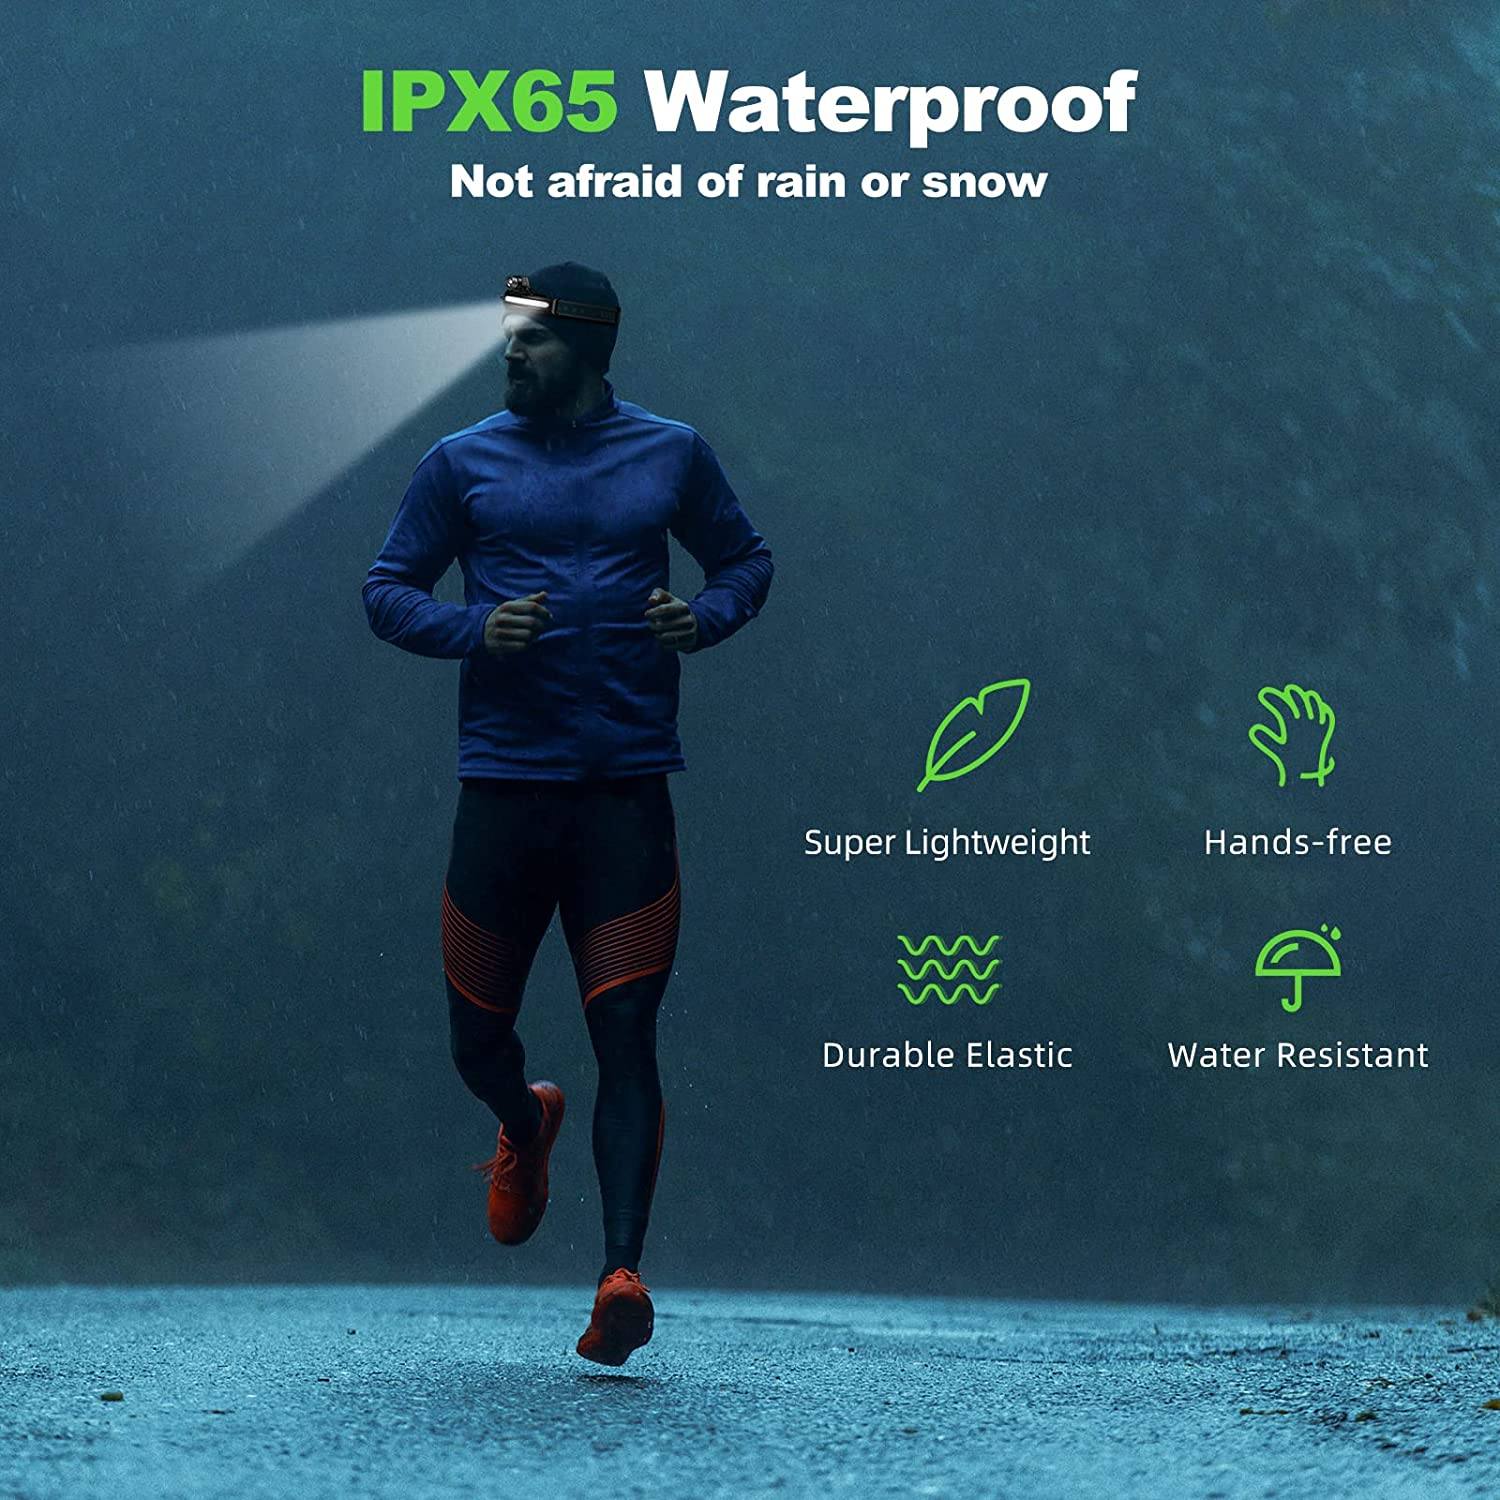 IPX65 Waterproof
Not afraid of rain or snow
Super Lightweight
Hands-free
Durable Elastic
Water Resistant